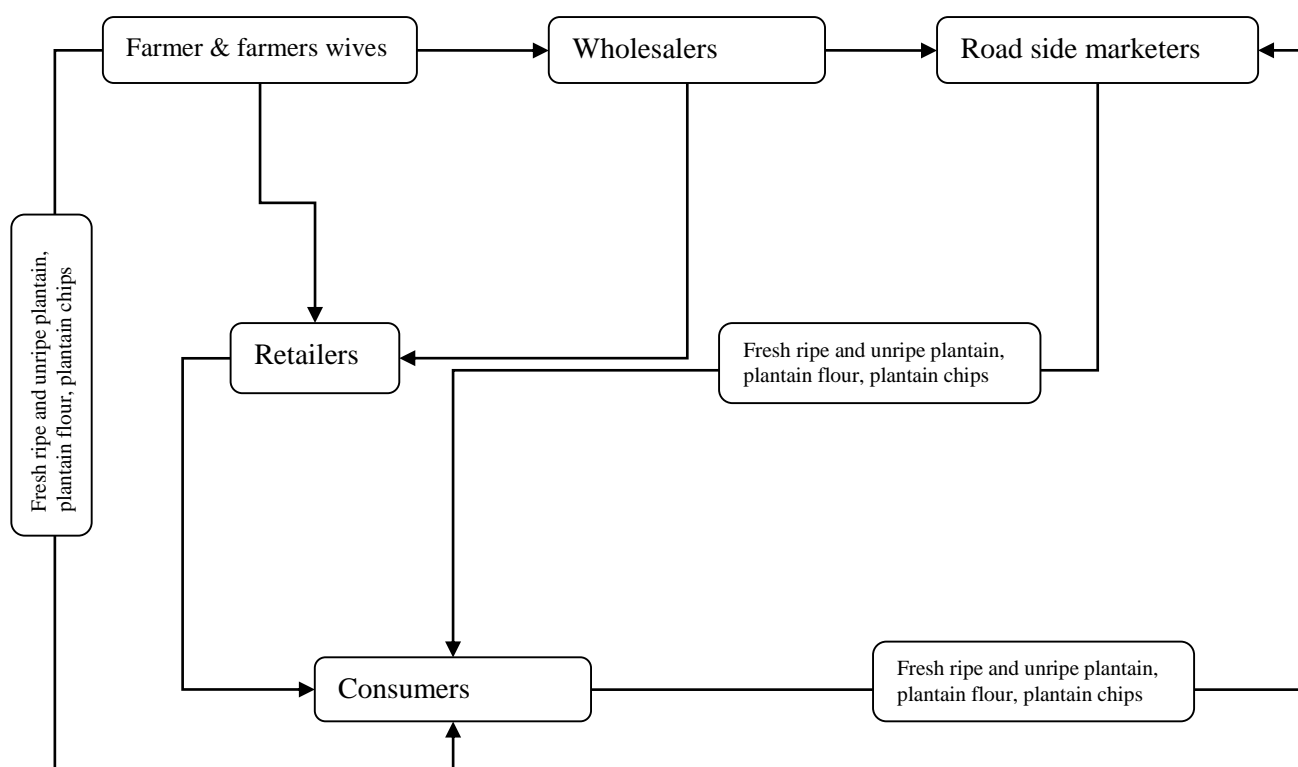 Farmer & farmers wives
Wholesalers
Road side marketers
Fresh ripe and unripe plantain,
plantain flour, plantain chips
Retailers
Fresh ripe and unripe plantain,
plantain flour, plantain chips
Consumers
Fresh ripe and unripe plantain,
plantain flour, plantain chips